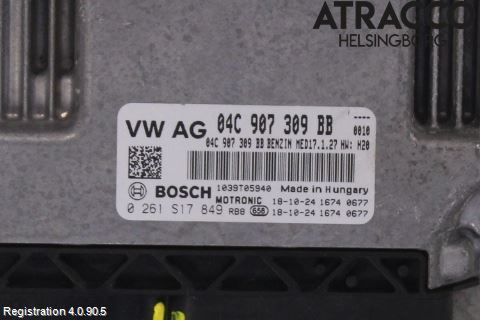 ATRACCO
HELSINGBORG
VW AG 04C 907 309 BB ----
0010
04C 907 309 BB BENZIN MED17.1.27 HW: H20
BOSCH 1039T05940 Made in Hungary
MOTRONIC 18-10-24 1674 0677
0 261 S17 849 RBB 658 18-10-24 1674 0677
Registration 4.0.90.5